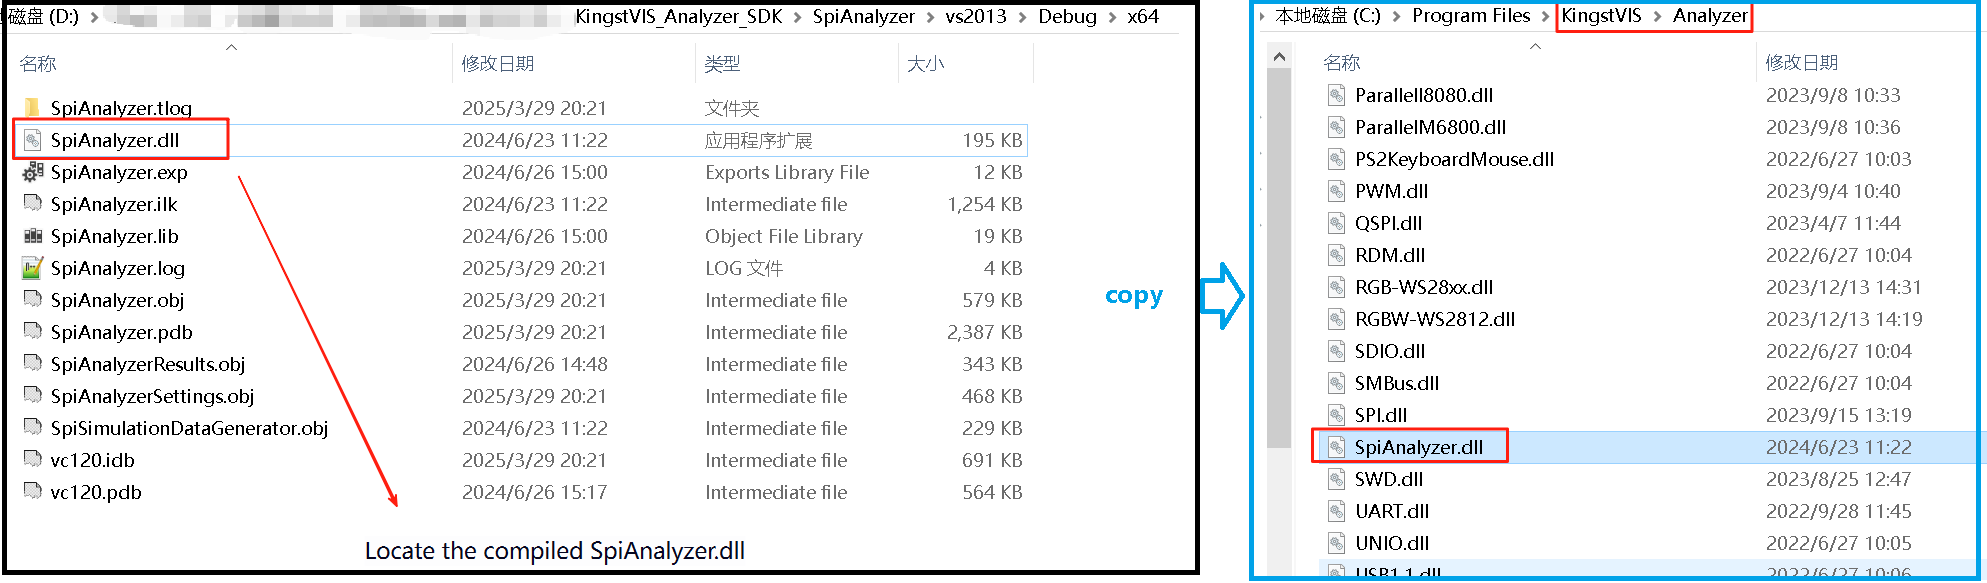 磁盘 (D:) > KingstVIS_Analyzer_SDK > SpiAnalyzer > vs2013 > Debug > x64
名称 修改日期 类型 大小
SpiAnalyzer.tlog 2025/3/29 20:21 文件夹
SpiAnalyzer.dll 2024/6/23 11:22 应用程序扩展 195 KB
SpiAnalyzer.exp 2024/6/26 15:00 Exports Library File 12 KB
SpiAnalyzer.ilk 2024/6/23 11:22 Intermediate file 1,254 KB
SpiAnalyzer.lib 2024/6/26 15:00 Object File Library 19 KB
SpiAnalyzer.log 2025/3/29 20:21 LOG 文件 4 KB
SpiAnalyzer.obj 2025/3/29 20:21 Intermediate file 579 KB
SpiAnalyzer.pdb 2025/3/29 20:21 Intermediate file 2,387 KB
SpiAnalyzerResults.obj 2024/6/26 14:48 Intermediate file 343 KB
SpiAnalyzerSettings.obj 2025/3/29 20:21 Intermediate file 468 KB
SpiSimulationDataGenerator.obj 2024/6/23 11:22 Intermediate file 229 KB
vc120.idb 2025/3/29 20:21 Intermediate file 691 KB
vc120.pdb 2024/6/26 15:17 Intermediate file 564 KB
Locate the compiled SpiAnalyzer.dll
copy
本地磁盘 (C:) > Program Files > KingstVIS > Analyzer
名称 修改日期
ParallelI8080.dll 2023/9/8 10:33
ParallelM6800.dll 2023/9/8 10:36
PS2KeyboardMouse.dll 2022/6/27 10:03
PWM.dll 2023/9/4 10:40
QSPI.dll 2023/4/7 11:44
RDM.dll 2022/6/27 10:04
RGB-WS28xx.dll 2023/12/13 14:31
RGBW-WS2812.dll 2023/12/13 14:19
SDIO.dll 2022/6/27 10:04
SMBus.dll 2022/6/27 10:04
SPI.dll 2023/9/15 13:19
SpiAnalyzer.dll 2024/6/23 11:22
SWD.dll 2023/8/25 12:47
UART.dll 2022/9/28 11:45
UNIO.dll 2022/6/27 10:05
USB1.1.dll 2022/6/27 10:06